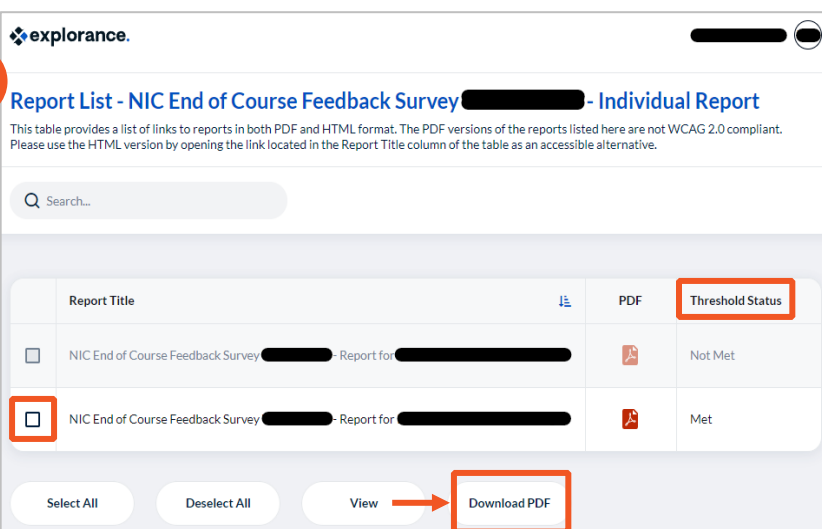 explorance.
Report List - NIC End of Course Feedback Survey - Individual Report
This table provides a list of links to reports in both PDF and HTML format. The PDF versions of the reports listed here are not WCAG 2.0 compliant.
Please use the HTML version by opening the link located in the Report Title column of the table as an accessible alternative.
Search...
Report Title PDF Threshold Status
NIC End of Course Feedback Survey - Report for Not Met
NIC End of Course Feedback Survey - Report for Met
Select All Deselect All View Download PDF